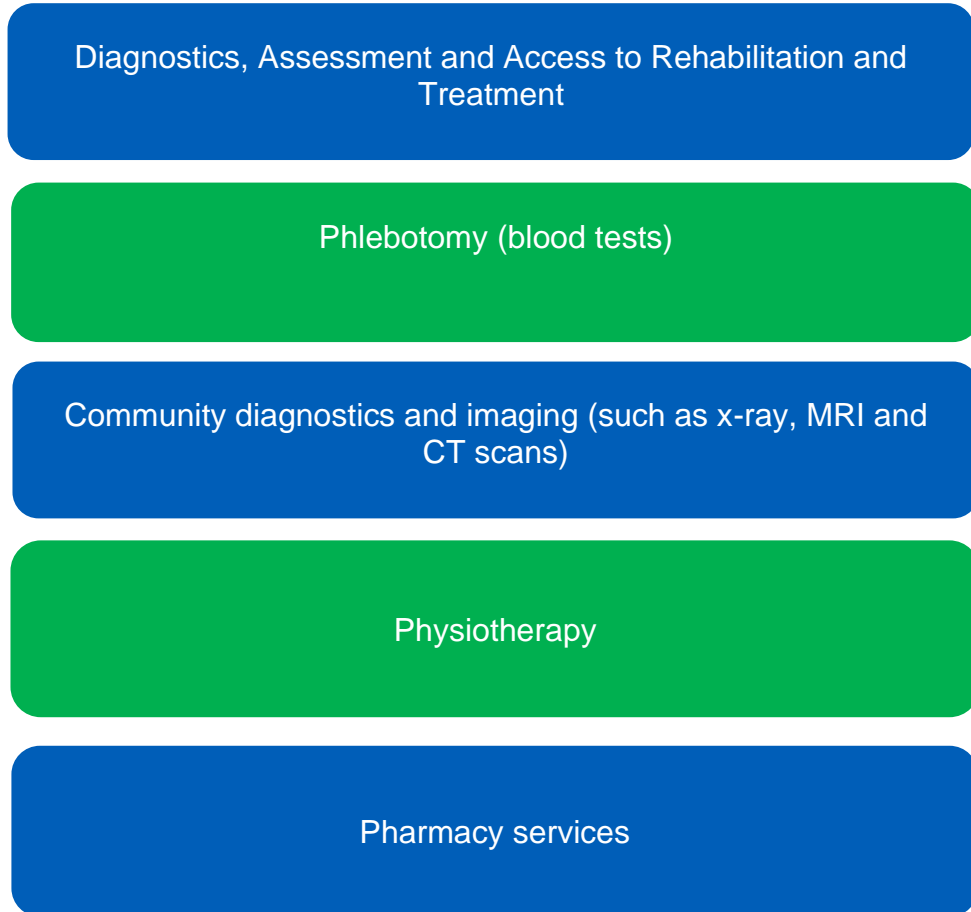 Diagnostics, Assessment and Access to Rehabilitation and
Treatment
Phlebotomy (blood tests)
Community diagnostics and imaging (such as x-ray, MRI and
CT scans)
Physiotherapy
Pharmacy services